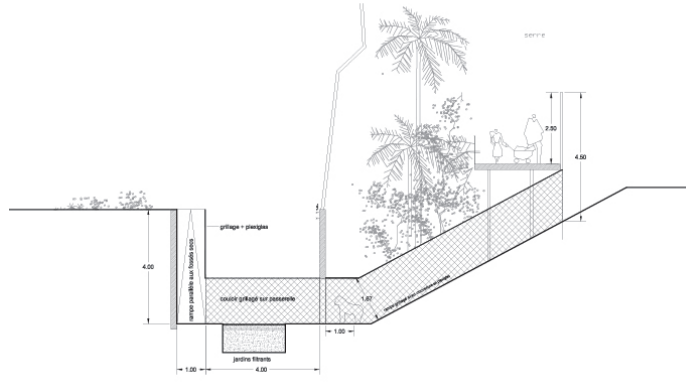 serre
2.50
4.50
grillage + plexiglas
rampe parallèle aux fossés secs
4.00
couloir grillagé sur passerelle
1.87
1.00
jardins filtrants
1.00
4.00